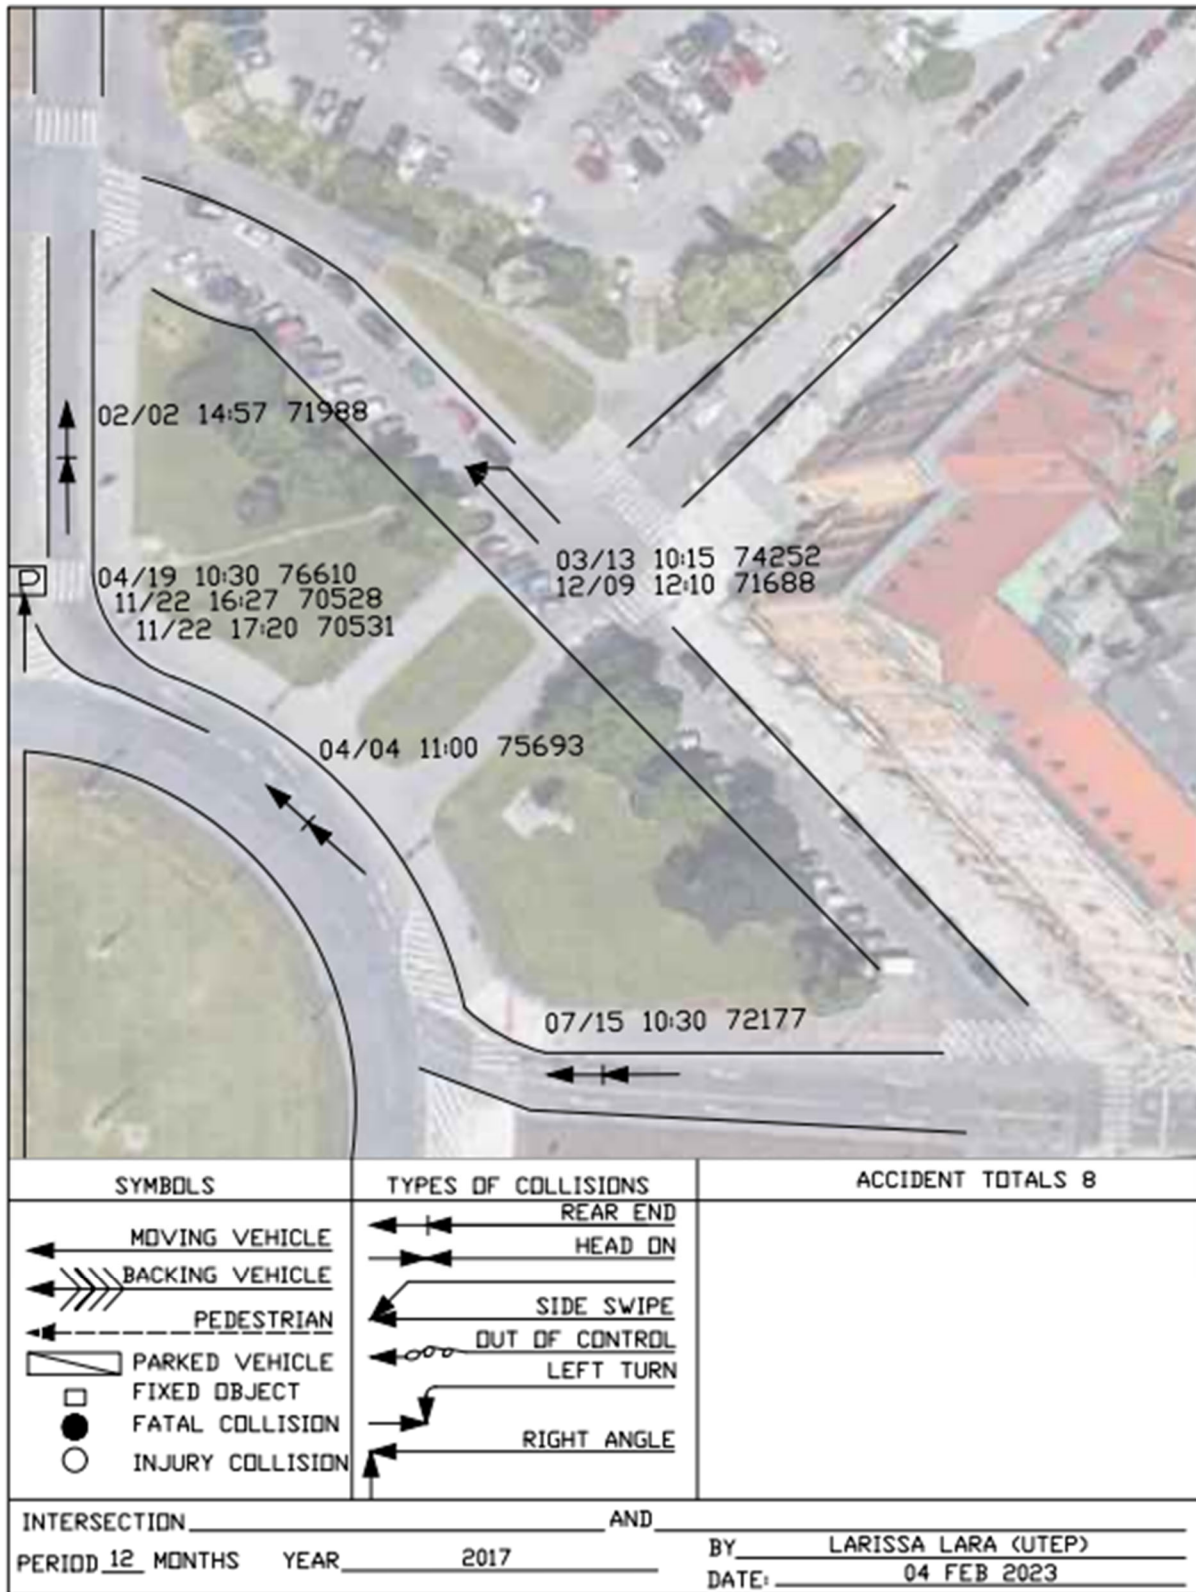 02/02 14:57 71988
03/13 10:15 74252
12/09 12:10 71688
D
04/19 10:30 76610
11/22 16:27 70528
11/22 17:20 70531
04/04 11:00 75693
07/15 10:30 72177
SYMBOLS
MOVING VEHICLE
BACKING VEHICLE
PEDESTRIAN
PARKED VEHICLE
FIXED OBJECT
FATAL COLLISION
INJURY COLLISION
TYPES OF COLLISIONS
REAR END
HEAD ON
SIDE SWIPE
OUT OF CONTROL
LEFT TURN
RIGHT ANGLE
ACCIDENT TOTALS 8
INTERSECTION AND
PERIOD 12 MONTHS YEAR 2017
BY LARISSA LARA (UTEP)
DATE: 04 FEB 2023